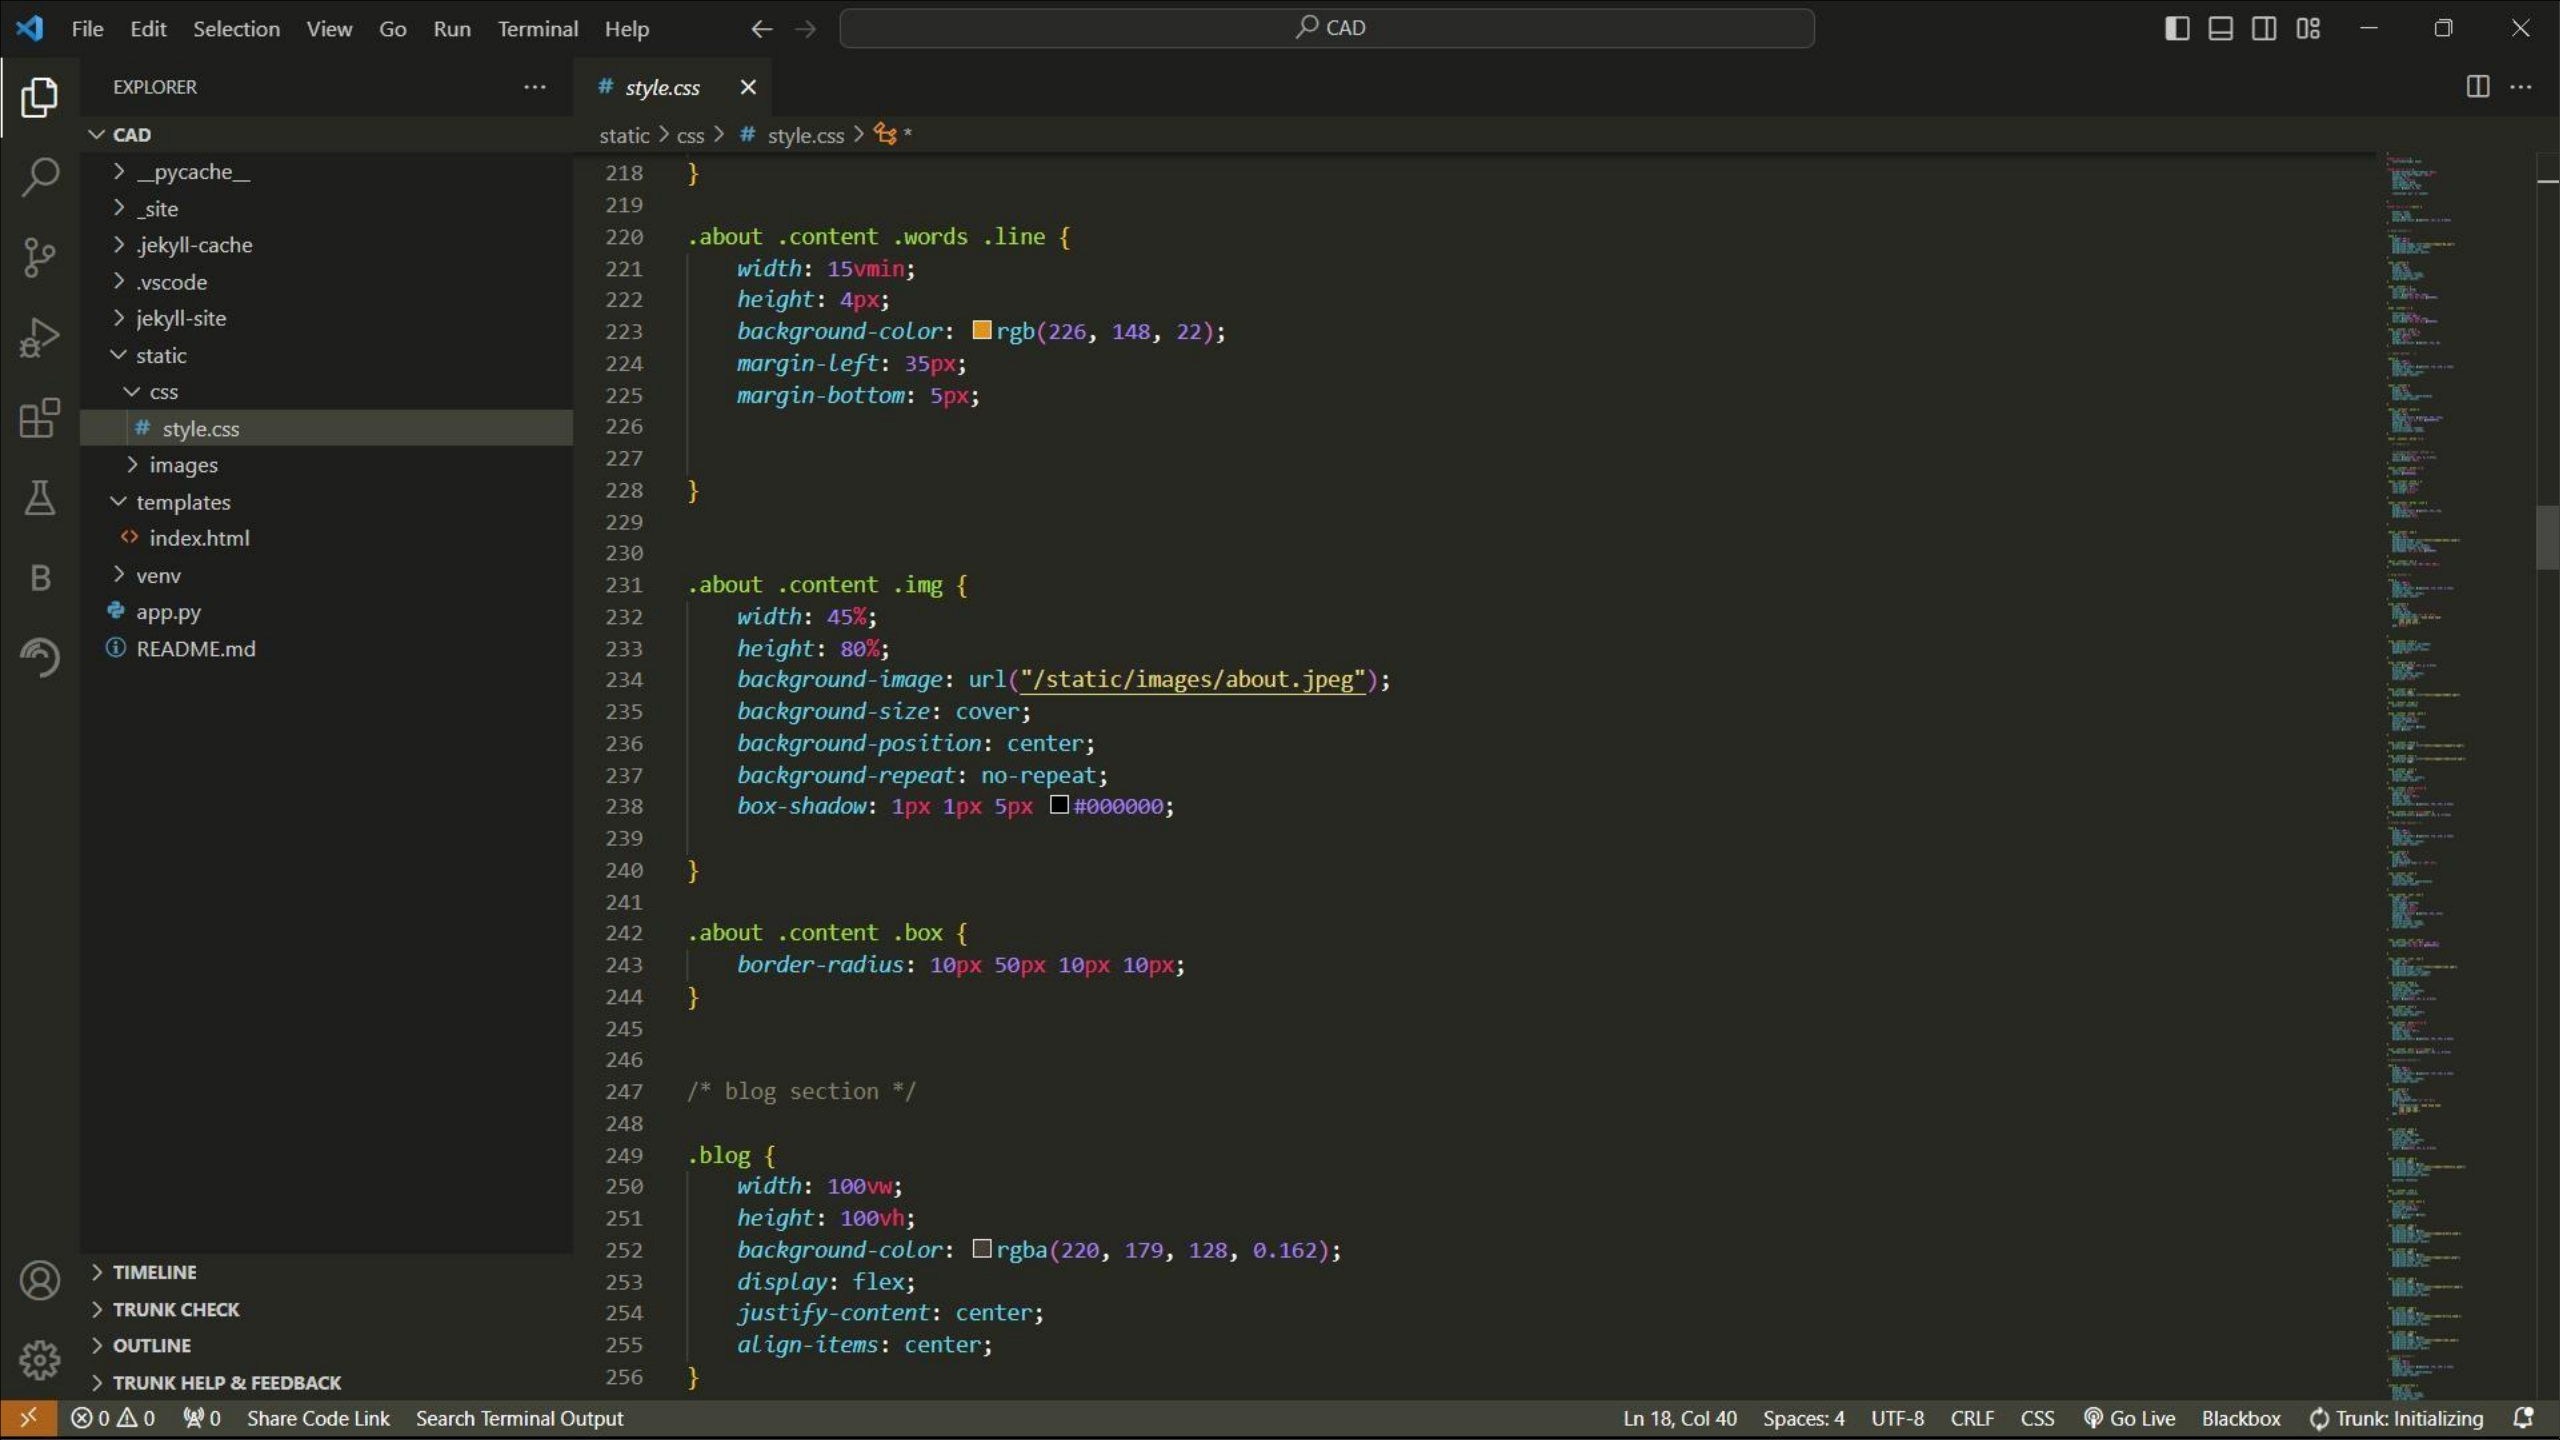 File Edit Selection View Go Run Terminal Help CAD
EXPLORER
style.css
CAD
static > css > # style.css > *
__pycache__
_site
.jekyll-cache
.vscode
jekyll-site
static
css
# style.css
images
templates
<> index.html
venv
app.py
README.md
218 }
219
220 .about .content .words .line {
221 width: 15vmin;
222 height: 4px;
223 background-color: rgb(226, 148, 22);
224 margin-left: 35px;
225 margin-bottom: 5px;
226
227
228 }
229
230
231 .about .content .img {
232 width: 45%;
233 height: 80%;
234 background-image: url("/static/images/about.jpeg");
235 background-size: cover;
236 background-position: center;
237 background-repeat: no-repeat;
238 box-shadow: 1px 1px 5px #000000;
239
240 }
241
242 .about .content .box {
243 border-radius: 10px 50px 10px 10px;
244 }
245
246
247 /* blog section */
248
249 .blog {
250 width: 100vw;
251 height: 100vh;
252 background-color: rgba(220, 179, 128, 0.162);
253 display: flex;
254 justify-content: center;
255 align-items: center;
256 }
TIMELINE
TRUNK CHECK
OUTLINE
TRUNK HELP & FEEDBACK
0 0 0 Share Code Link Search Terminal Output Ln 18, Col 40 Spaces: 4 UTF-8 CRLF CSS Go Live Blackbox Trunk: Initializing